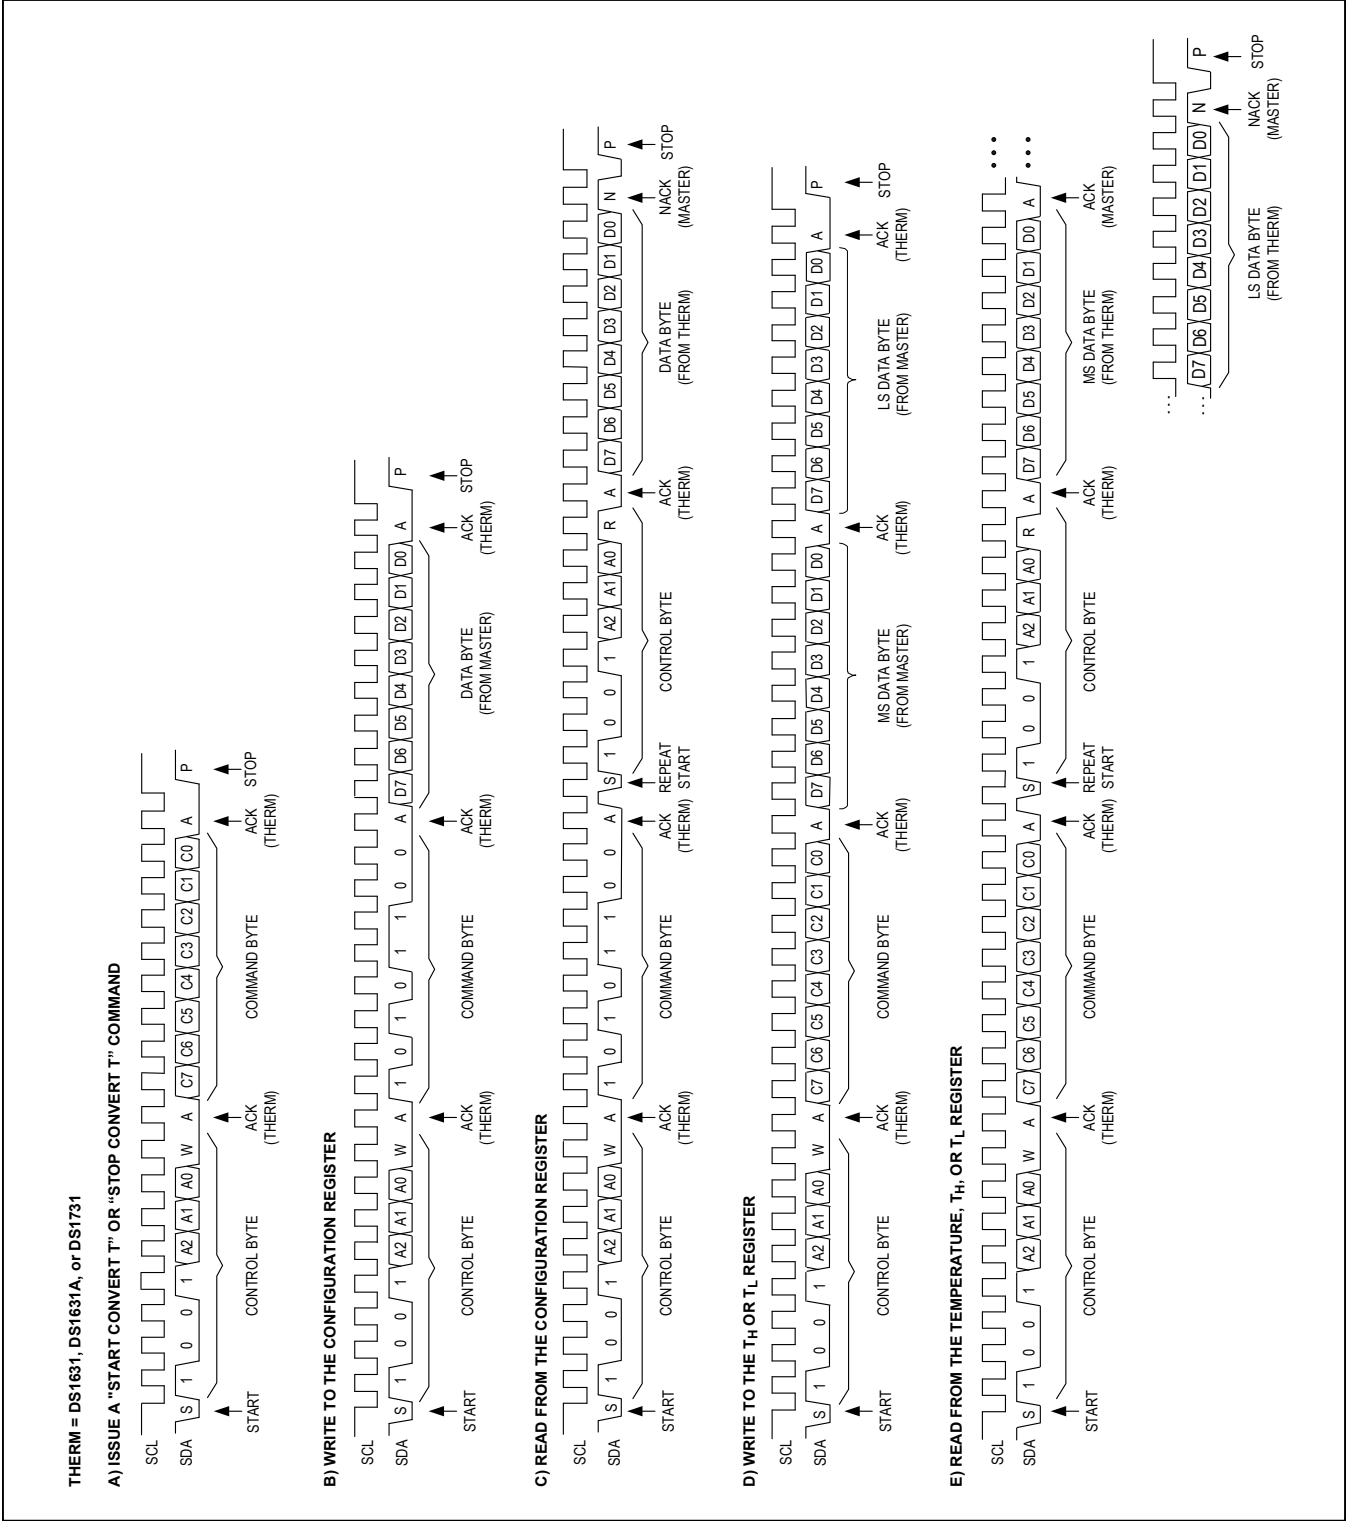 THERM = DS1631, DS1631A, or DS1731
A) ISSUE A "START CONVERT T" OR “STOP CONVERT T” COMMAND
SCL
SDA S 1 0 0 1 A2 A1 A0 W A C7 C6 C5 C4 C3 C2 C1 C0 A P
START CONTROL BYTE ACK COMMAND BYTE ACK STOP
(THERM) (THERM)
B) WRITE TO THE CONFIGURATION REGISTER
SCL
SDA S 1 0 0 1 A2 A1 A0 W A 1 0 1 0 1 1 0 0 A D7 D6 D5 D4 D3 D2 D1 D0 A P
START CONTROL BYTE ACK COMMAND BYTE ACK DATA BYTE ACK STOP
(THERM) (THERM) (FROM MASTER) (THERM)
C) READ FROM THE CONFIGURATION REGISTER
SCL
SDA S 1 0 0 1 A2 A1 A0 W A 1 0 1 0 1 1 0 0 A S 1 0 0 1 A2 A1 A0 R A D7 D6 D5 D4 D3 D2 D1 D0 N P
START CONTROL BYTE ACK COMMAND BYTE ACK REPEAT CONTROL BYTE ACK DATA BYTE NACK STOP
(THERM) (THERM) START (THERM) (FROM THERM) (MASTER)
D) WRITE TO THE TH OR TL REGISTER
SCL
SDA S 1 0 0 1 A2 A1 A0 W A C7 C6 C5 C4 C3 C2 C1 C0 A D7 D6 D5 D4 D3 D2 D1 D0 A D7 D6 D5 D4 D3 D2 D1 D0 A P
START CONTROL BYTE ACK COMMAND BYTE ACK MS DATA BYTE ACK LS DATA BYTE ACK STOP
(THERM) (THERM) (FROM MASTER) (THERM) (FROM MASTER) (THERM)
E) READ FROM THE TEMPERATURE, TH, OR TL REGISTER
SCL
SDA S 1 0 0 1 A2 A1 A0 W A C7 C6 C5 C4 C3 C2 C1 C0 A S 1 0 0 1 A2 A1 A0 R A D7 D6 D5 D4 D3 D2 D1 D0 A
START CONTROL BYTE ACK COMMAND BYTE ACK REPEAT CONTROL BYTE ACK MS DATA BYTE ACK
(THERM) (THERM) START (THERM) (FROM THERM) (MASTER)
D7 D6 D5 D4 D3 D2 D1 D0 N P
LS DATA BYTE NACK STOP
(FROM THERM) (MASTER)